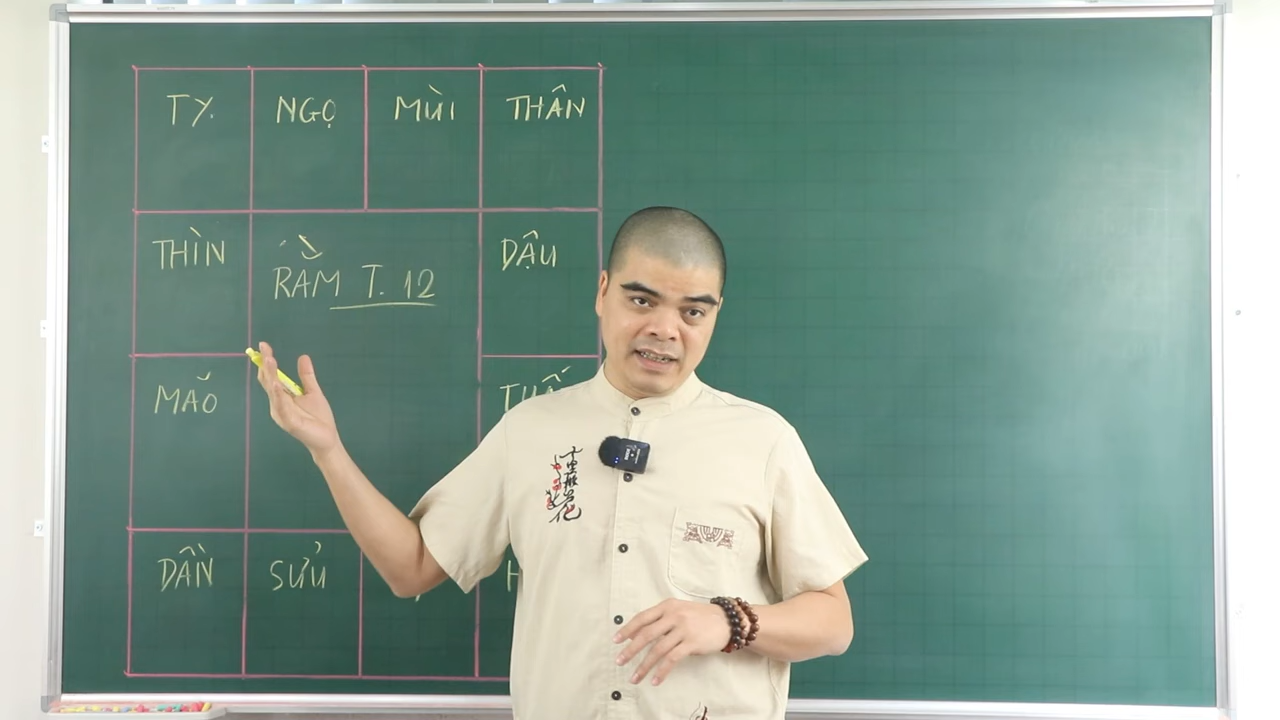 TỴ.
NGỌ
MÙI
THÂN
THÌN
RẰM T. 12
DẬU
MÃO
DẦN
SỬU